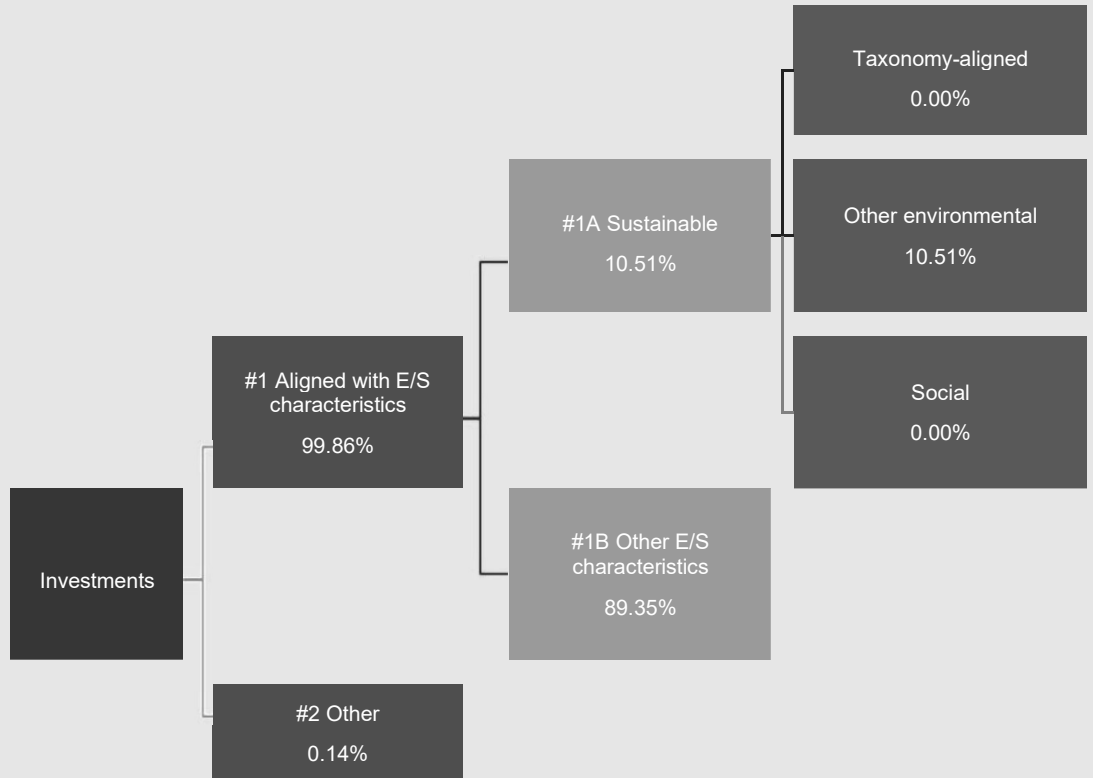 Taxonomy-aligned
0.00%
#1A Sustainable
10.51%
Other environmental
10.51%
#1 Aligned with E/S
characteristics
99.86%
Social
0.00%
Investments
#1B Other E/S
characteristics
89.35%
#2 Other
0.14%